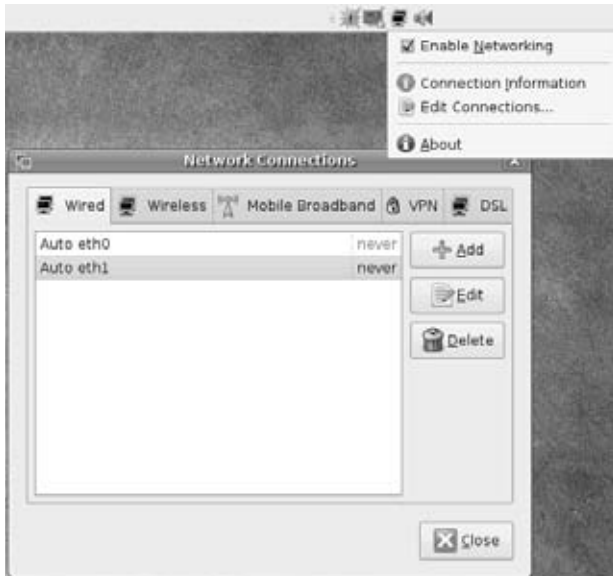 Enable Networking
Connection Information
Edit Connections...
About
Network Connections
Wired Wireless Mobile Broadband VPN DSL
Auto eth0 never
Auto eth1 never
Add
Edit
Delete
Close